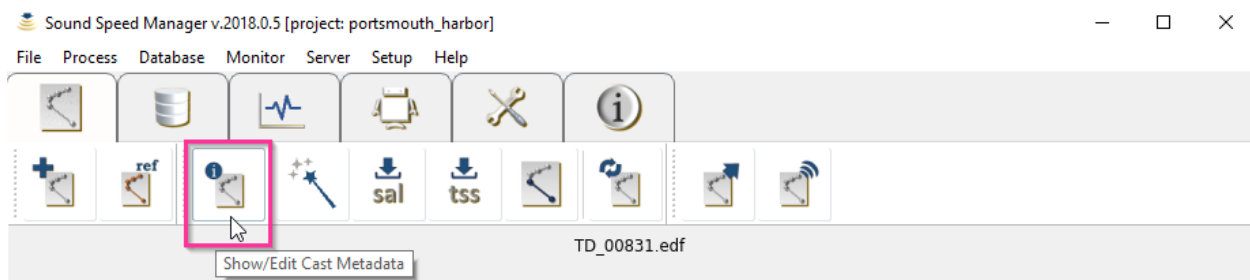 Sound Speed Manager v.2018.0.5 [project: portsmouth_harbor]
File Process Database Monitor Server Setup Help
i
ref i sal tss
TD_00831.edf
Show/Edit Cast Metadata